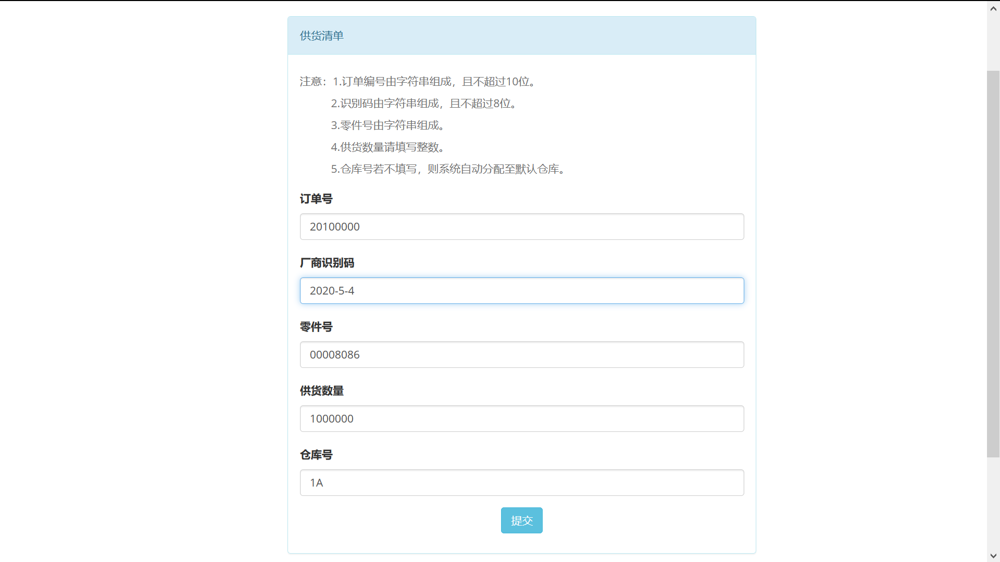 供货清单
注意：1.订单编号由字符串组成，且不超过10位。
2.识别码由字符串组成，且不超过8位。
3.零件号由字符串组成。
4.供货数量请填写整数。
5.仓库号若不填写，则系统自动分配至默认仓库。
订单号
20100000
厂商识别码
2020-5-4
零件号
00008086
供货数量
1000000
仓库号
1A
提交